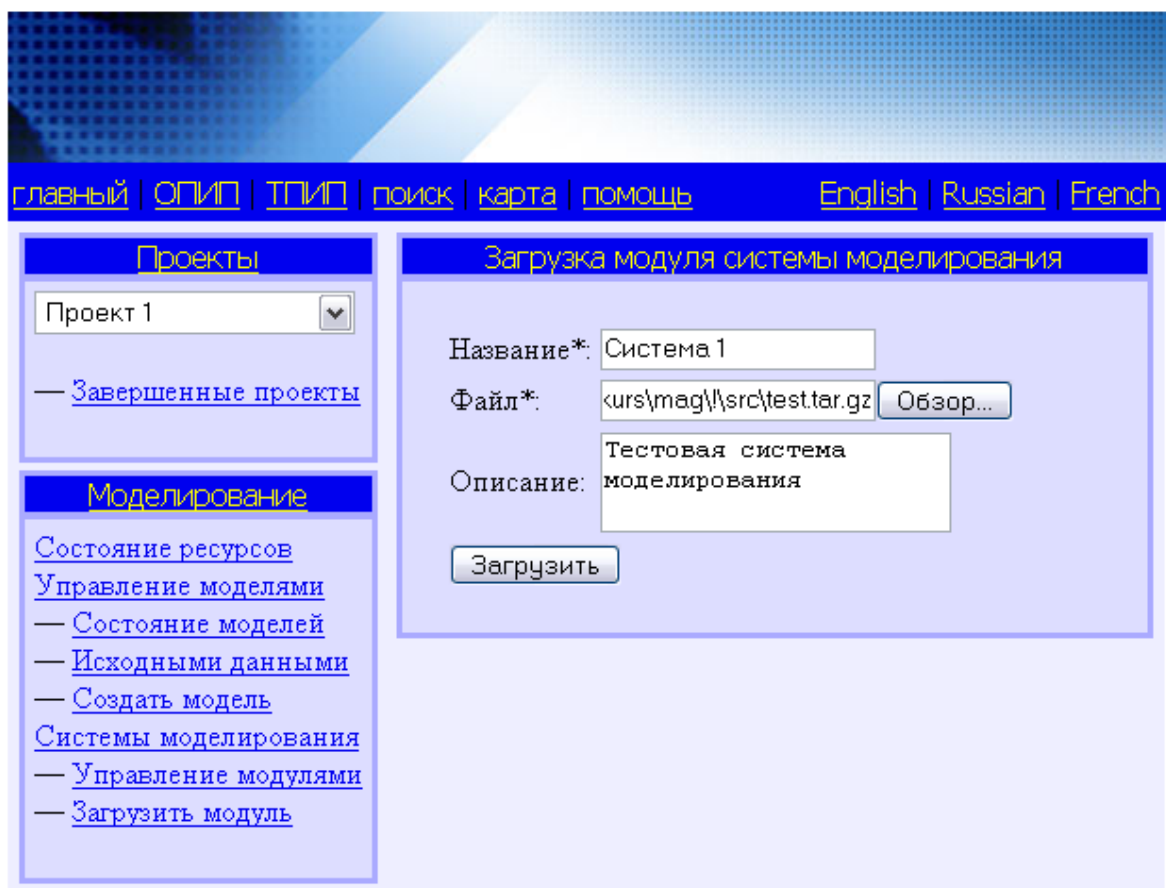 главный | ОПИП | ТПИП | поиск | карта | помощь English | Russian | French
Проекты
Проект 1
— Завершенные проекты
Моделирование
Состояние ресурсов
Управление моделями
— Состояние моделей
— Исходными данными
— Создать модель
Системы моделирования
— Управление модулями
— Загрузить модуль
Загрузка модуля системы моделирования
Название*: Система 1
Файл*: kurs\mag\!\src\test.tar.gz Обзор...
Описание: Тестовая система
моделирования
Загрузить